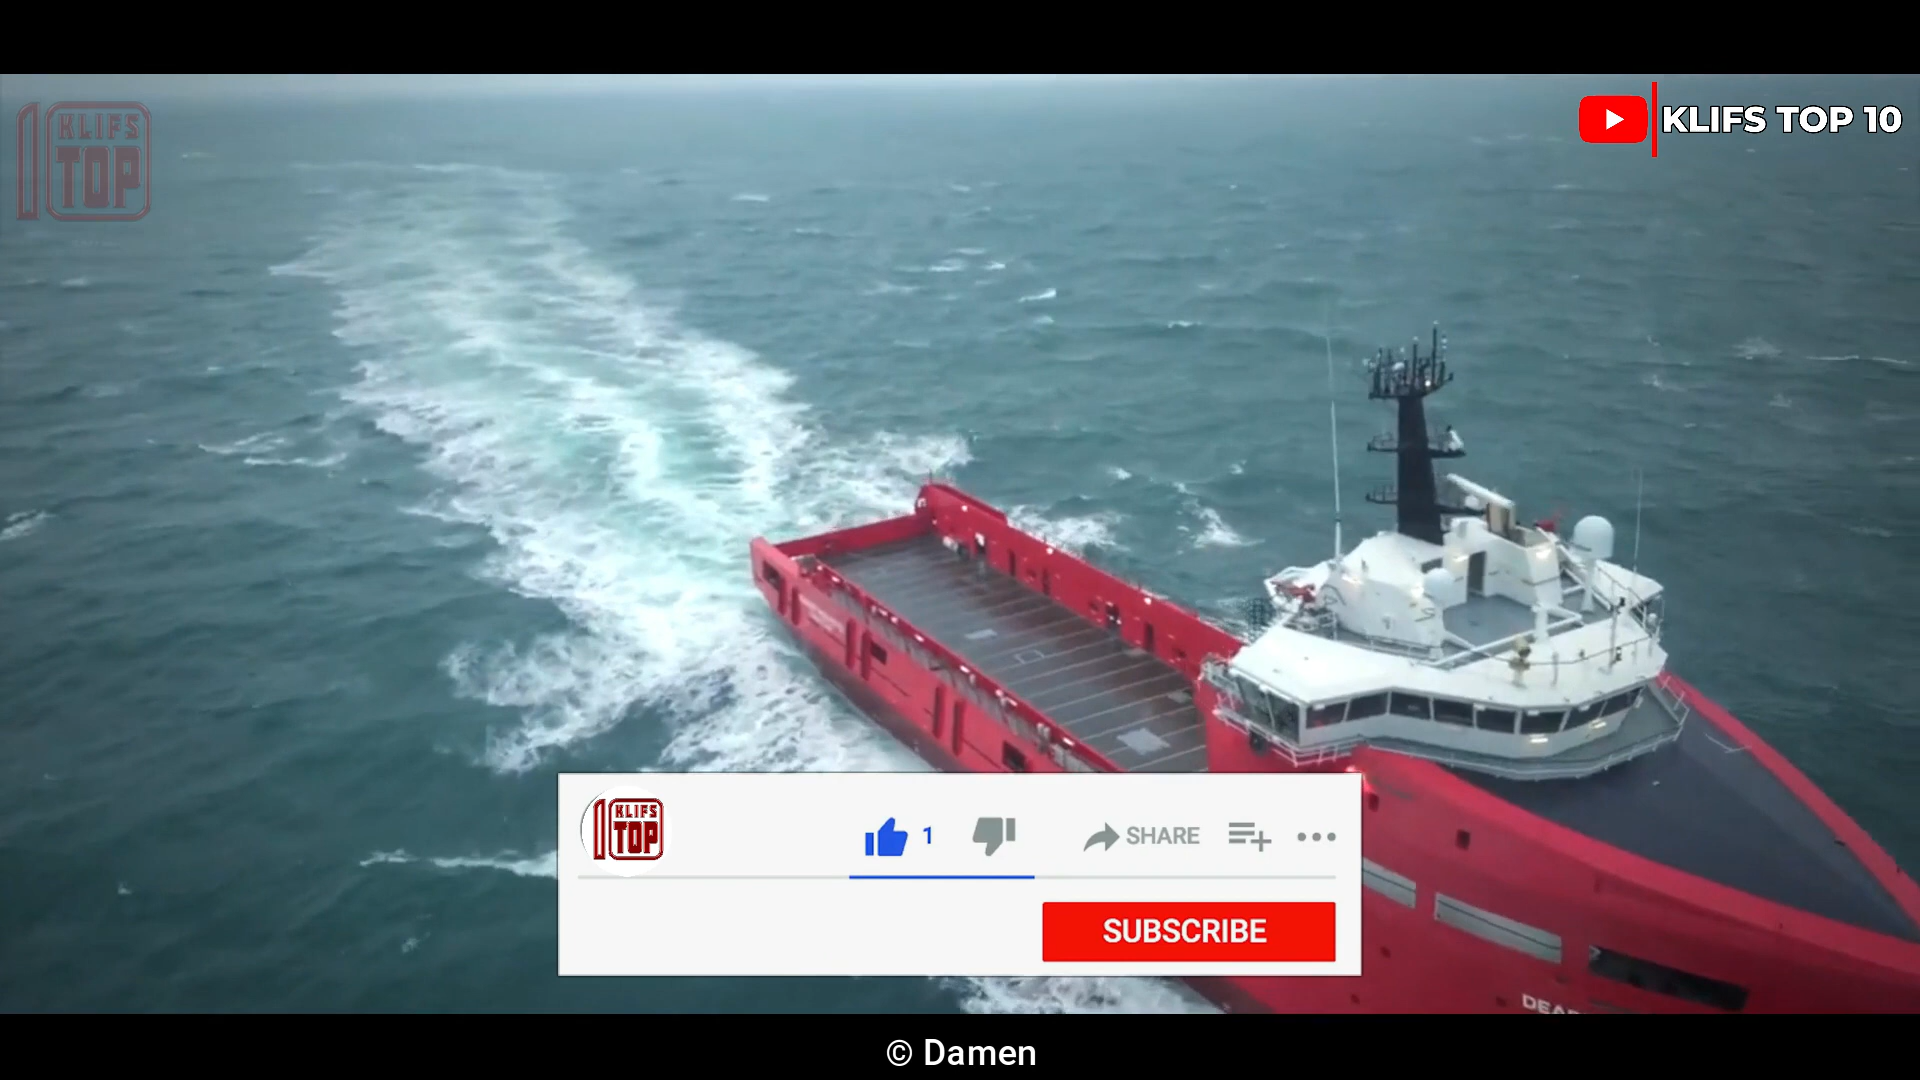 KLIFS
TOP
KLIFS TOP 10
KLIFS
TOP
1
SHARE
SUBSCRIBE
© Damen